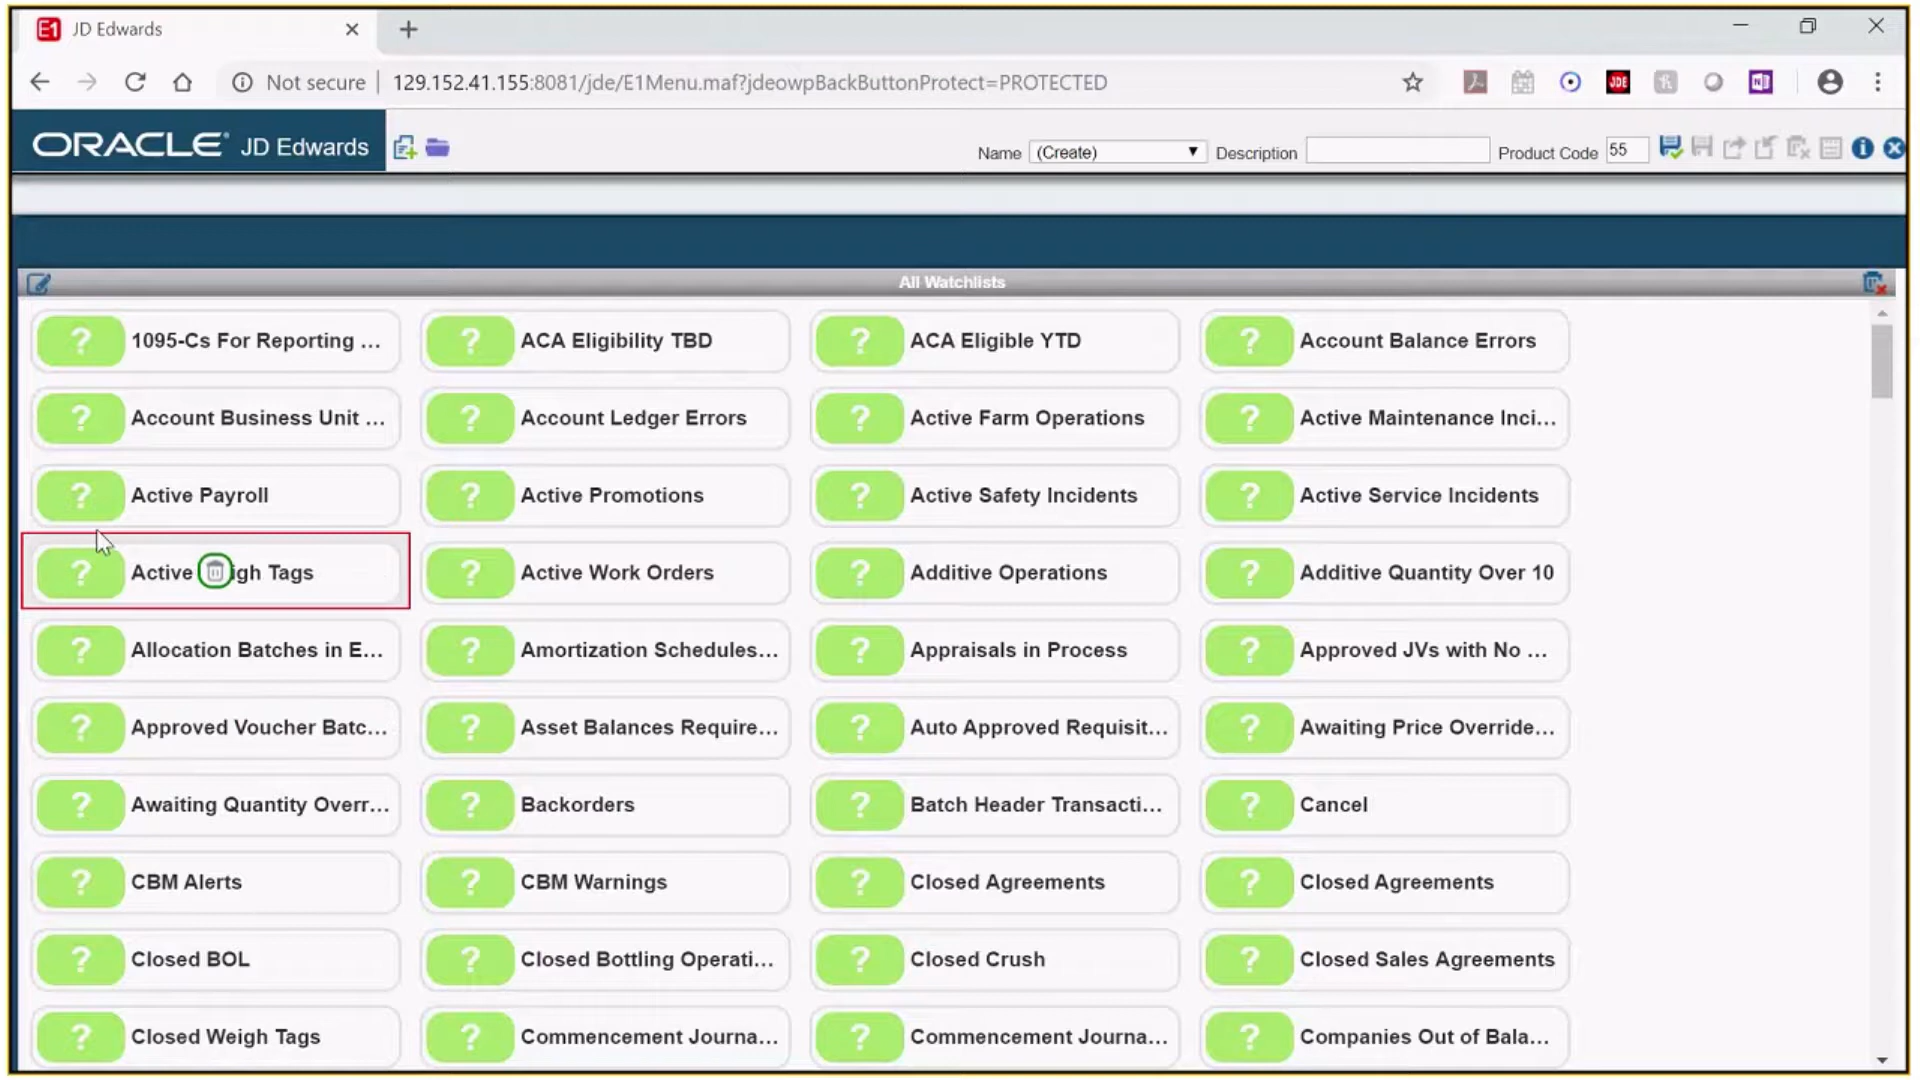 JD Edwards
Not secure 129.152.41.155:8081/jde/E1Menu.maf?jdeowpBackButtonProtect=PROTECTED
ORACLE JD Edwards
Name (Create) Description Product Code 55
All Watchlists
? 1095-Cs For Reporting ... ? ACA Eligibility TBD ? ACA Eligible YTD ? Account Balance Errors
? Account Business Unit ... ? Account Ledger Errors ? Active Farm Operations ? Active Maintenance Inci...
? Active Payroll ? Active Promotions ? Active Safety Incidents ? Active Service Incidents
? Active igh Tags ? Active Work Orders ? Additive Operations ? Additive Quantity Over 10
? Allocation Batches in E... ? Amortization Schedules... ? Appraisals in Process ? Approved JVs with No ...
? Approved Voucher Batc... ? Asset Balances Require... ? Auto Approved Requisit... ? Awaiting Price Override...
? Awaiting Quantity Overr... ? Backorders ? Batch Header Transacti... ? Cancel
? CBM Alerts ? CBM Warnings ? Closed Agreements ? Closed Agreements
? Closed BOL ? Closed Bottling Operati... ? Closed Crush ? Closed Sales Agreements
? Closed Weigh Tags ? Commencement Journa... ? Commencement Journa... ? Companies Out of Bala...